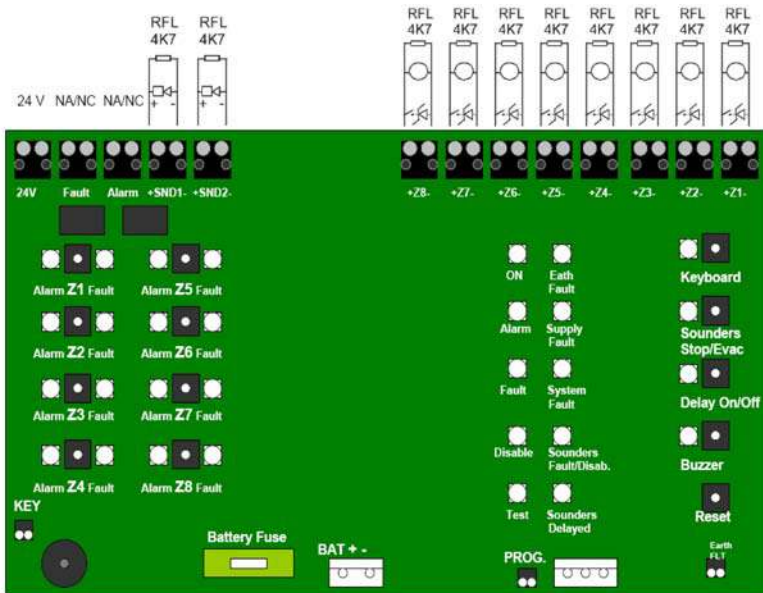 RFL RFL RFL RFL RFL RFL RFL RFL RFL RFL
4K7 4K7 4K7 4K7 4K7 4K7 4K7 4K7 4K7 4K7
24 V NA/NC NA/NC + - + -
24V Fault Alarm +SND1- +SND2- +Z8- +Z7- +Z6- +Z5- +Z4- +Z3- +Z2- +Z1-
Alarm Z1 Fault Alarm Z5 Fault
ON Eath
Fault
Keyboard
Alarm Z2 Fault Alarm Z6 Fault
Alarm Supply
Fault
Sounders
Stop/Evac
Alarm Z3 Fault Alarm Z7 Fault
Fault System
Fault
Delay On/Off
Alarm Z4 Fault Alarm Z8 Fault
Disable Sounders
Fault/Disab.
Buzzer
Test Sounders
Delayed
Reset
KEY
Battery Fuse
BAT + -
PROG.
Earth
FLT